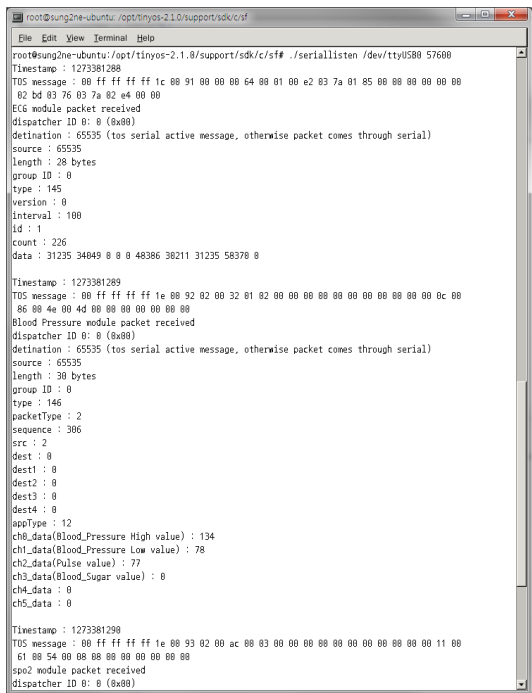 root@sung2ne-ubuntu: /opt/tinyos-2.1.0/support/sdk/c/sf
File Edit View Terminal Help
root@sung2ne-ubuntu:/opt/tinyos-2.1.0/support/sdk/c/sf# ./seriallisten /dev/ttyUSB0 57600
Timestamp : 1273381288
TOS message : 00 ff ff ff ff 1c 00 91 00 00 00 64 00 01 00 e2 03 7a 01 85 00 00 00 00 00 00
02 bd 03 76 03 7a 02 e4 00 00
ECG module packet received
dispatcher ID 0: 0 (0x00)
detination : 65535 (tos serial active message, otherwise packet comes through serial)
source : 65535
length : 28 bytes
group ID : 0
type : 145
version : 0
interval : 100
id : 1
count : 226
data : 31235 34049 0 0 0 48386 30211 31235 58370 0
Timestamp : 1273381289
TOS message : 00 ff ff ff ff 1e 00 92 02 00 32 01 02 00 00 00 00 00 00 00 00 00 00 00 0c 00
86 00 4e 00 4d 00 00 00 00 00 00 00
Blood Pressure module packet received
dispatcher ID 0: 0 (0x00)
detination : 65535 (tos serial active message, otherwise packet comes through serial)
source : 65535
length : 30 bytes
group ID : 0
type : 146
packetType : 2
sequence : 306
src : 2
dest : 0
dest1 : 0
dest2 : 0
dest3 : 0
dest4 : 0
appType : 12
ch0_data(Blood_Pressure High value) : 134
ch1_data(Blood_Pressure Low value) : 78
ch2_data(Pulse value) : 77
ch3_data(Blood_Sugar value) : 0
ch4_data : 0
ch5_data : 0
Timestamp : 1273381290
TOS message : 00 ff ff ff ff 1e 00 93 02 00 ac 00 03 00 00 00 00 00 00 00 00 00 00 00 11 00
61 00 54 00 08 08 00 00 00 00 00 00
spo2 module packet received
dispatcher ID 0: 0 (0x00)